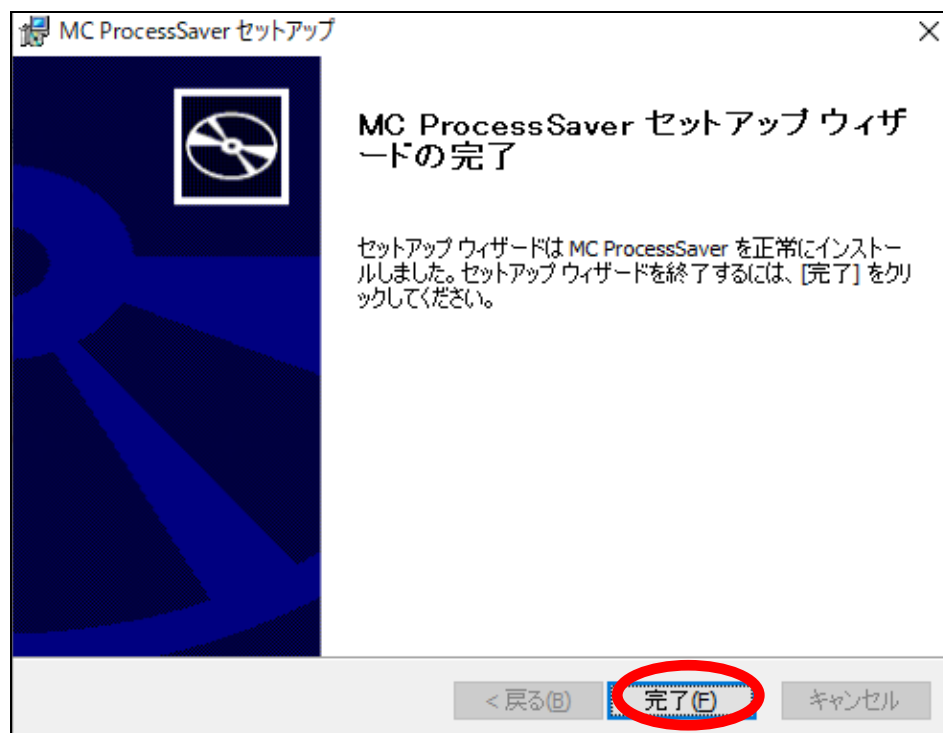 MC ProcessSaver セットアップ
MC ProcessSaver セットアップ ウィザ
ードの完了
セットアップ ウィザードは MC ProcessSaver を正常にインストー
ルしました。セットアップ ウィザードを終了するには、[完了] をクリ
ックしてください。
< 戻る(B) 完了(F) キャンセル